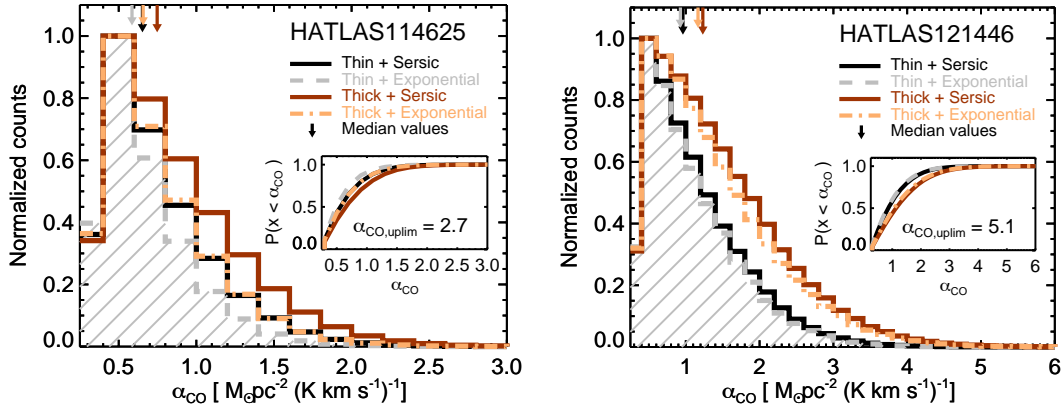 HATLAS114625
Thin + Sersic
Thin + Exponential
Thick + Sersic
Thick + Exponential
Median values
Normalized counts
1.0
0.8
0.6
0.4
0.2
0.0
0.5 1.0 1.5 2.0 2.5 3.0
αCO [ M⊙pc-2 (K km s-1)-1]
P(x < αCO)
1.0
0.5
0.0
0.5 1.0 1.5 2.0 2.5 3.0
αCO,uplim = 2.7
αCO
HATLAS121446
Thin + Sersic
Thin + Exponential
Thick + Sersic
Thick + Exponential
Median values
Normalized counts
1.0
0.8
0.6
0.4
0.2
0.0
1 2 3 4 5 6
αCO [ M⊙pc-2 (K km s-1)-1]
P(x < αCO)
1.0
0.5
0.0
1 2 3 4 5 6
αCO,uplim = 5.1
αCO